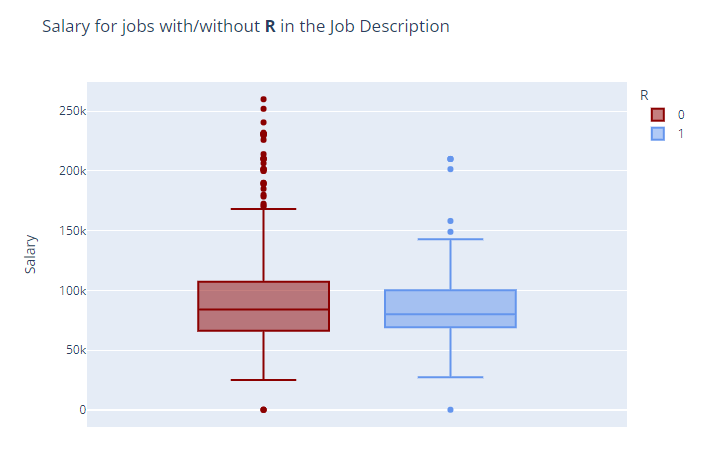 Salary for jobs with/without R in the Job Description
R
0
1
250k
200k
150k
100k
50k
0
Salary